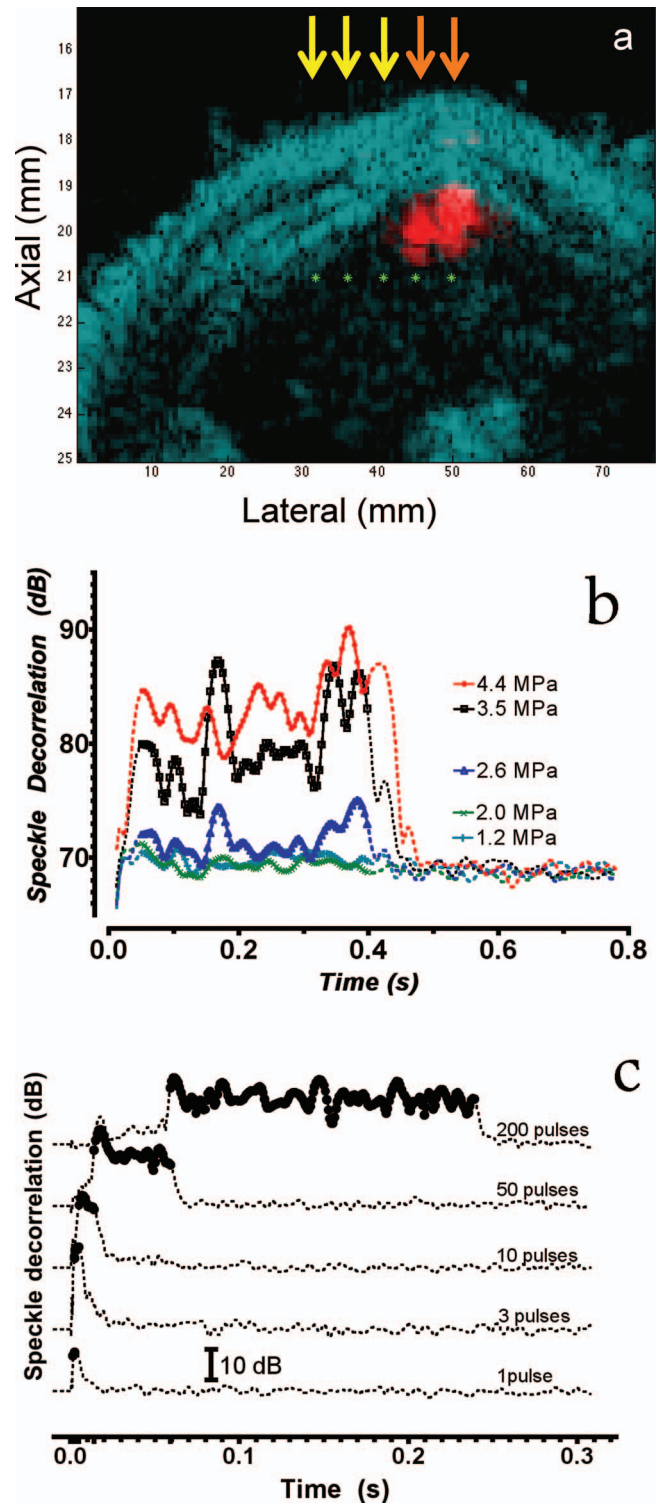 a
16
17
18
19
20
21
22
23
24
25
Axial (mm)
10 20 30 40 50 60 70
Lateral (mm)
b
Speckle Decorrelation (dB)
90
80
70
4.4 MPa
3.5 MPa
2.6 MPa
2.0 MPa
1.2 MPa
0.0 0.2 0.4 0.6 0.8
Time (s)
c
Speckle decorrelation (dB)
200 pulses
50 pulses
10 pulses
3 pulses
1pulse
10 dB
0.0 0.1 0.2 0.3
Time (s)